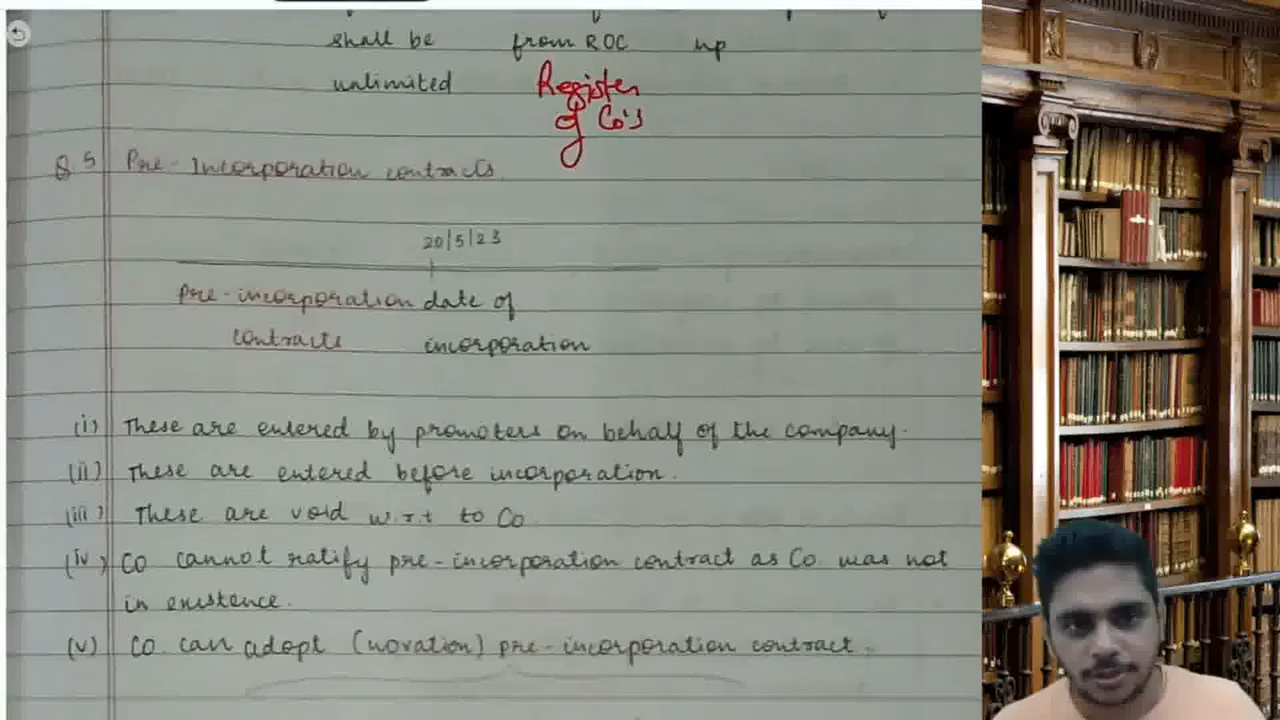 shall be from ROC up
unlimited Register
of Co's
Q 5 Pre-Incorporation contracts.
20/5/23
pre-incorporation date of
contracts incorporation
(i) These are entered by promoters on behalf of the company.
(ii) These are entered before incorporation.
(iii) These are void w.r.t to Co
(iv) Co cannot ratify pre-incorporation contract as Co. was not
in existence.
(v) Co. can adopt (novation) pre-incorporation contract.